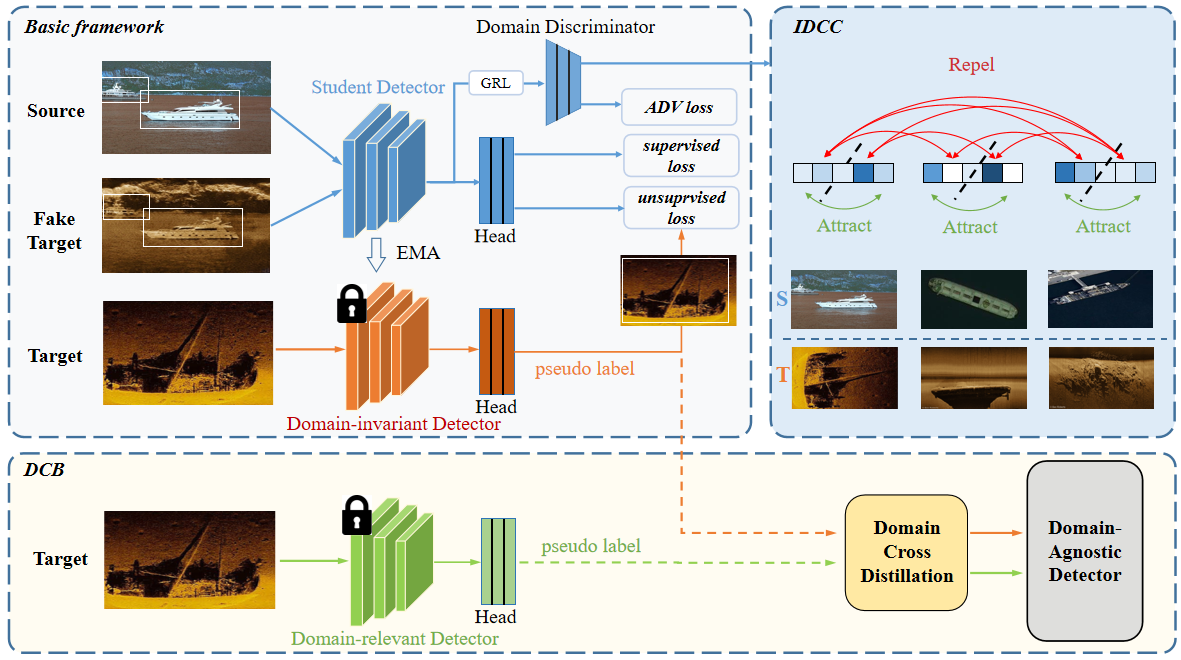 Basic framework
Domain Discriminator
IDCC
Source
Student Detector
GRL
ADV loss
supervised
loss
unsuprvised
loss
Repel
Attract
Attract
Attract
Fake
Target
Head
EMA
S
T
Target
pseudo label
Head
Domain-invariant Detector
DCB
Target
pseudo label
Head
Domain-relevant Detector
Domain
Cross
Distillation
Domain-
Agnostic
Detector